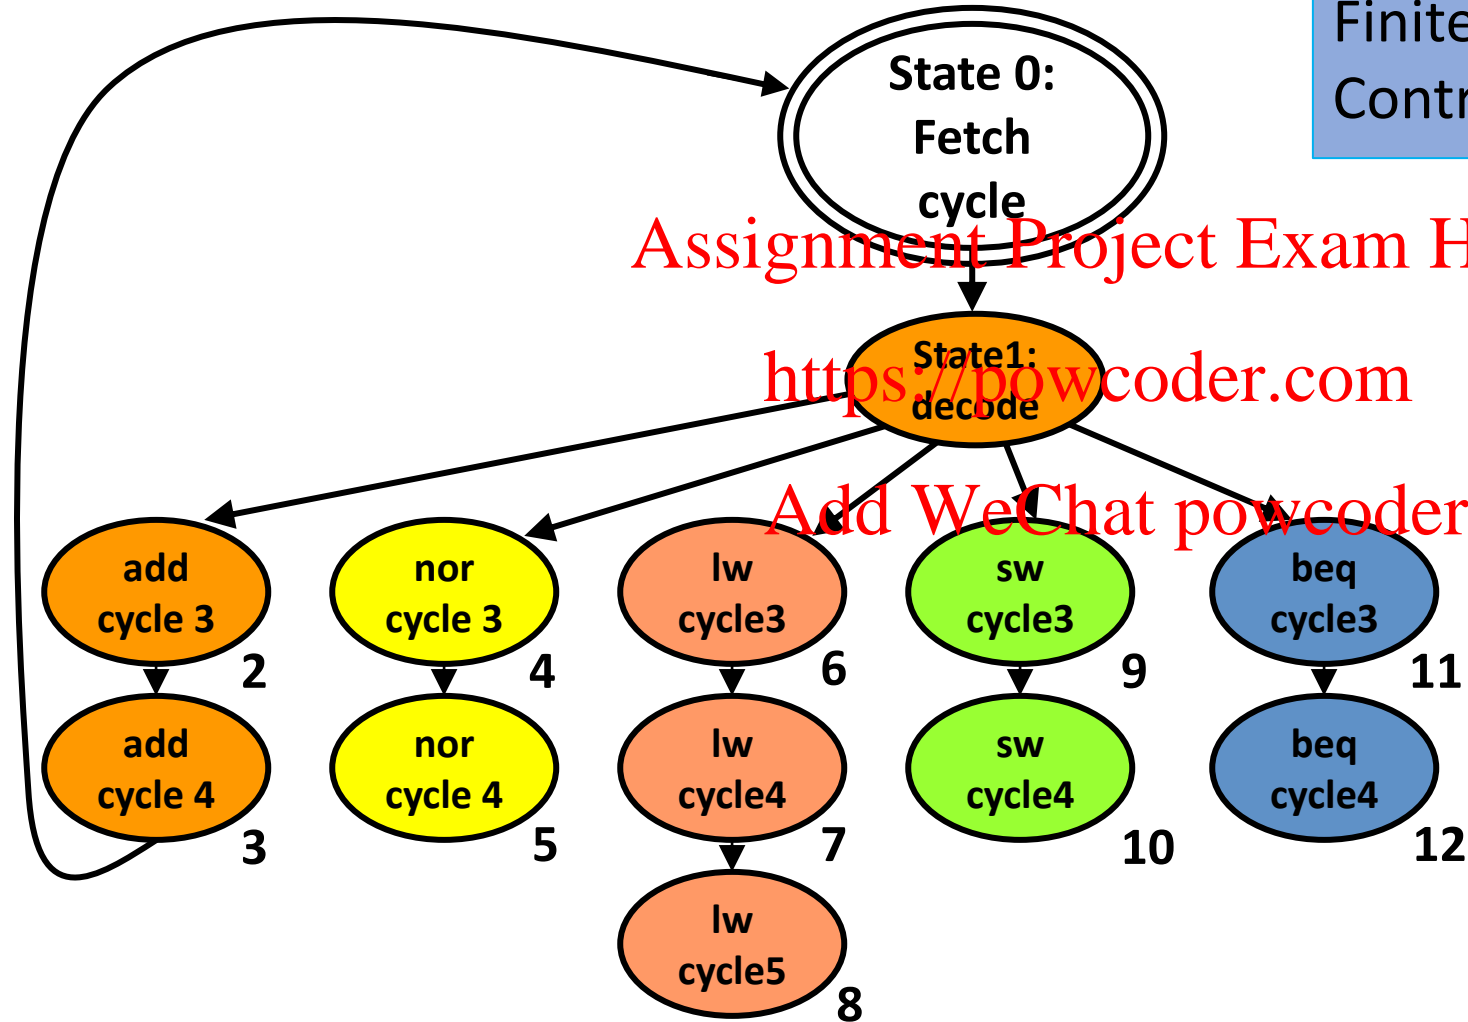 Finite
Contr
State 0:
Fetch
cycle
Assignment Project Exam H
State1:
decode
https://powcoder.com
Add WeChat powcoder
add
cycle 3
2
nor
cycle 3
4
lw
cycle3
6
sw
cycle3
9
beq
cycle3
11
add
cycle 4
3
nor
cycle 4
5
lw
cycle4
7
sw
cycle4
10
beq
cycle4
12
lw
cycle5
8